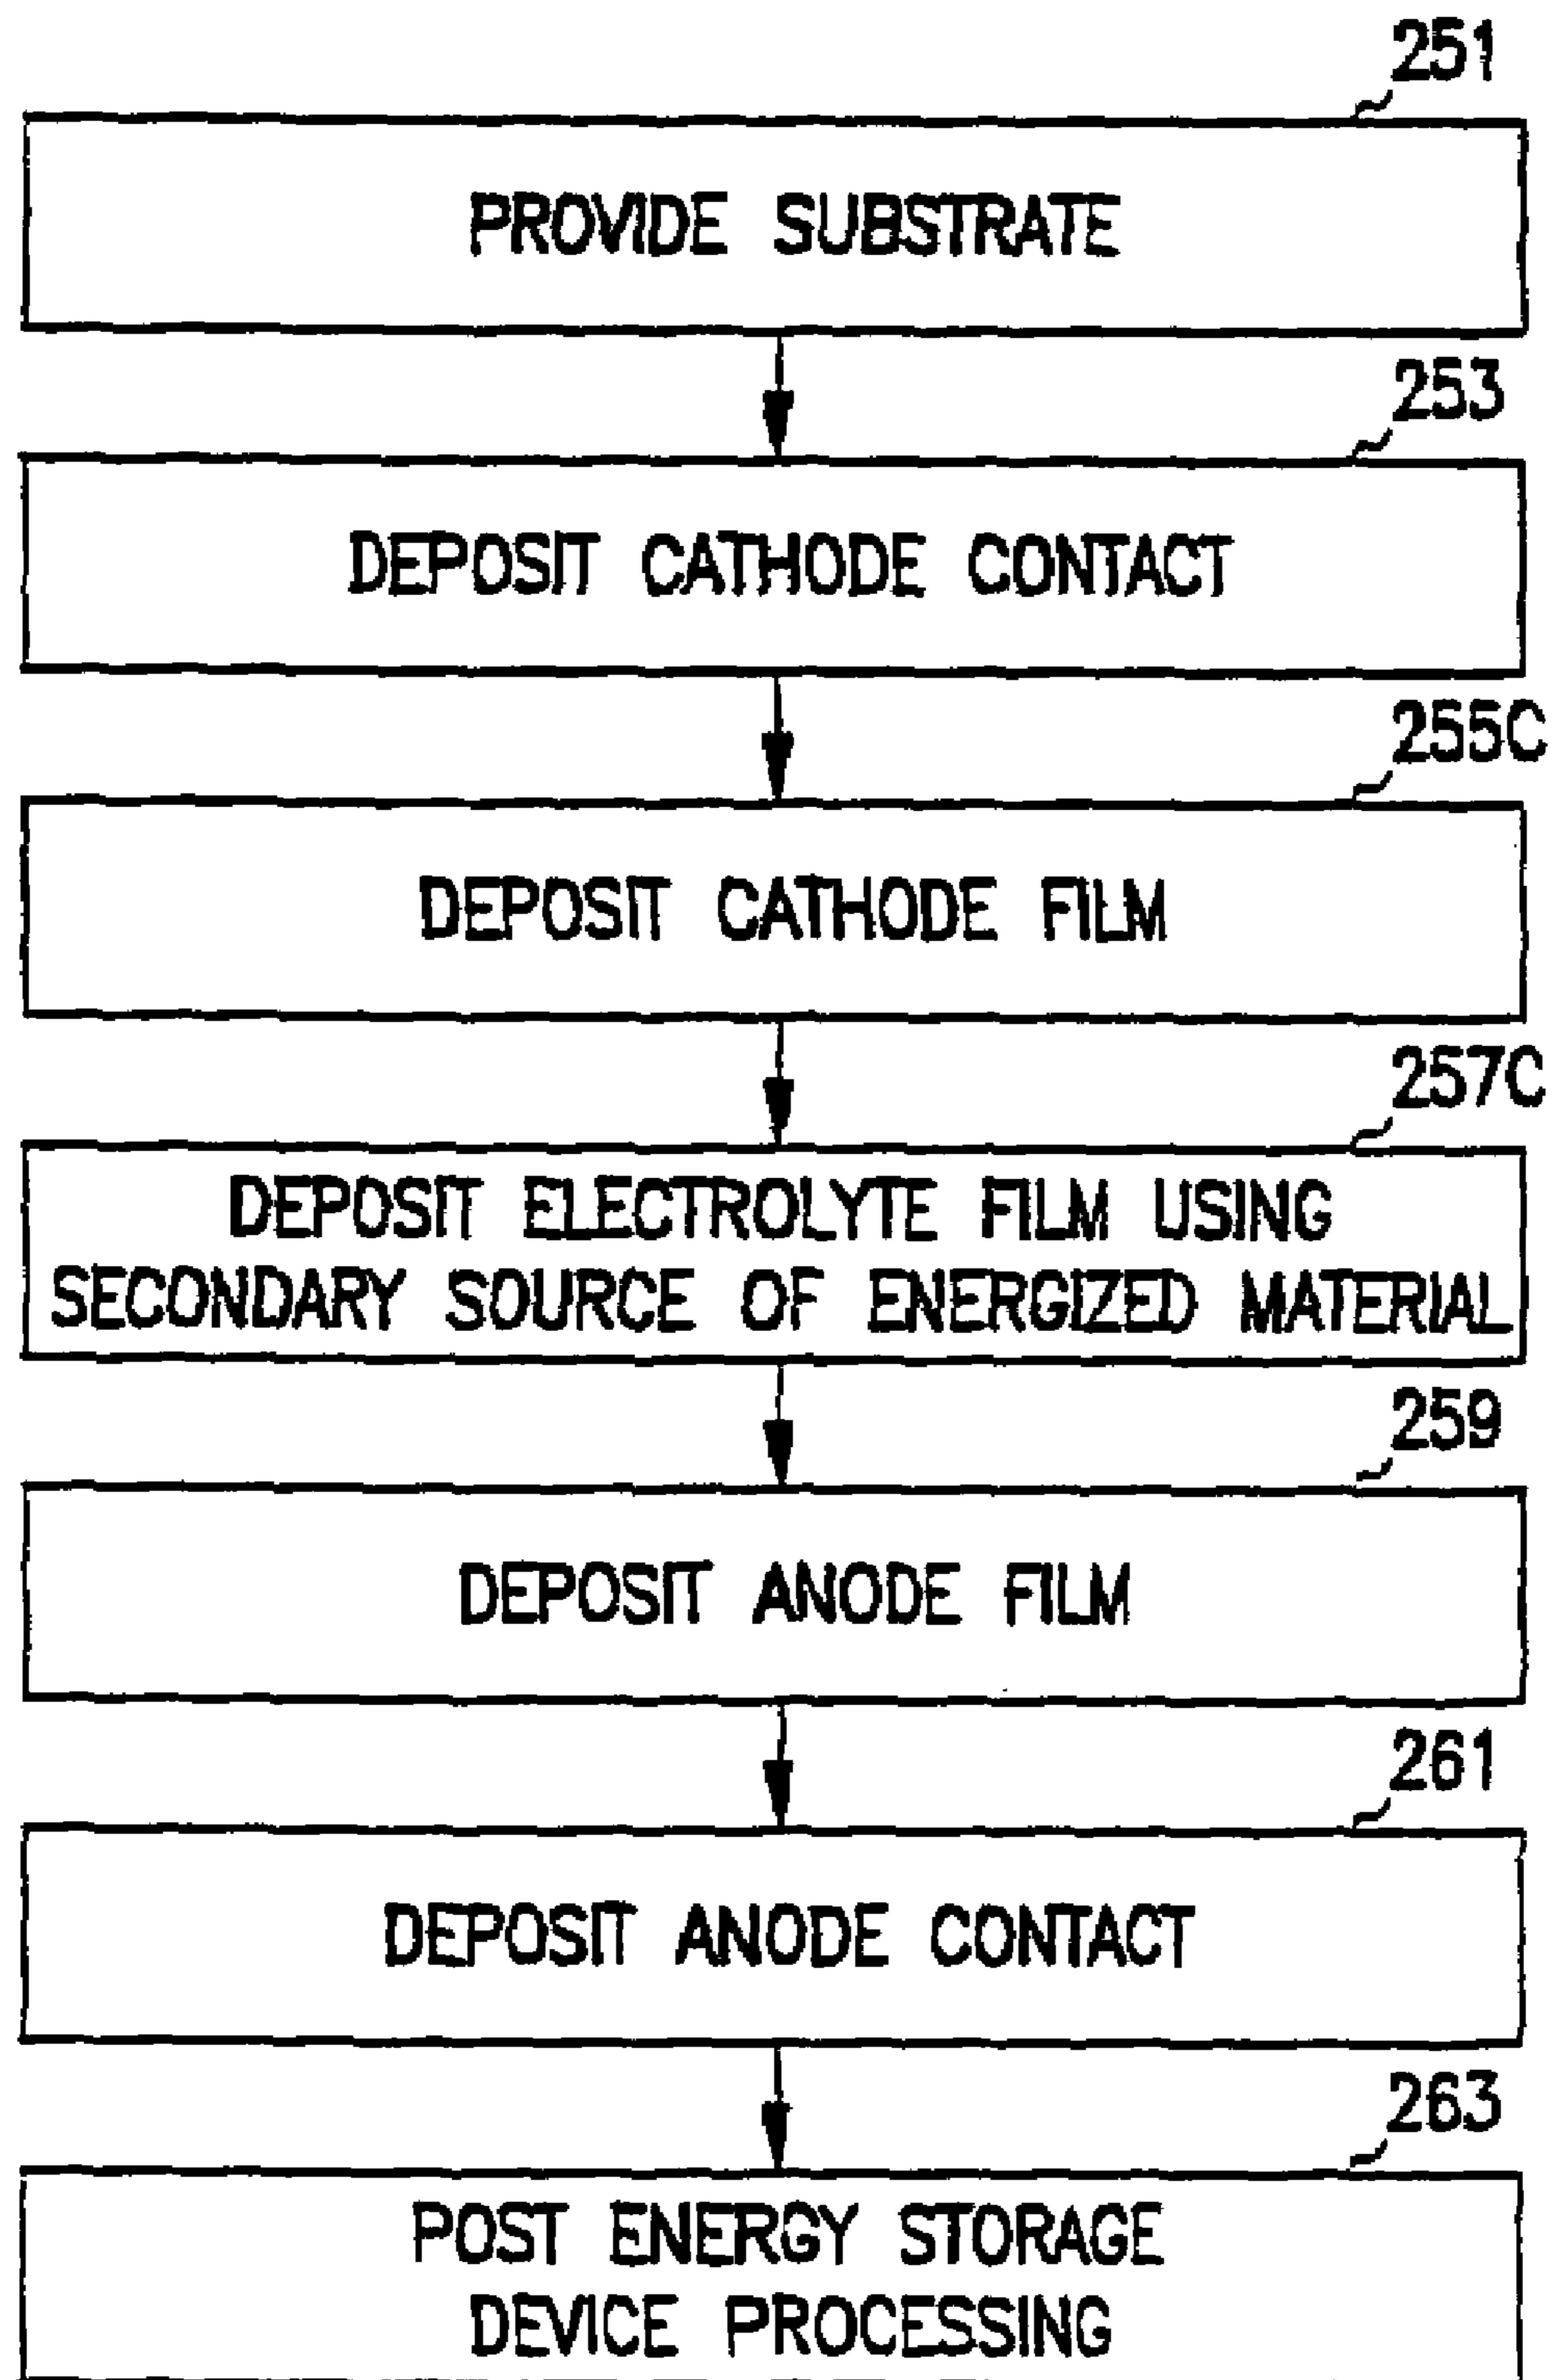 251
PROVIDE SUBSTRATE
253
DEPOSIT CATHODE CONTACT
255C
DEPOSIT CATHODE FILM
257C
DEPOSIT ELECTROLYTE FILM USING
SECONDARY SOURCE OF ENERGIZED MATERIAL
259
DEPOSIT ANODE FILM
261
DEPOSIT ANODE CONTACT
263
POST ENERGY STORAGE
DEVICE PROCESSING